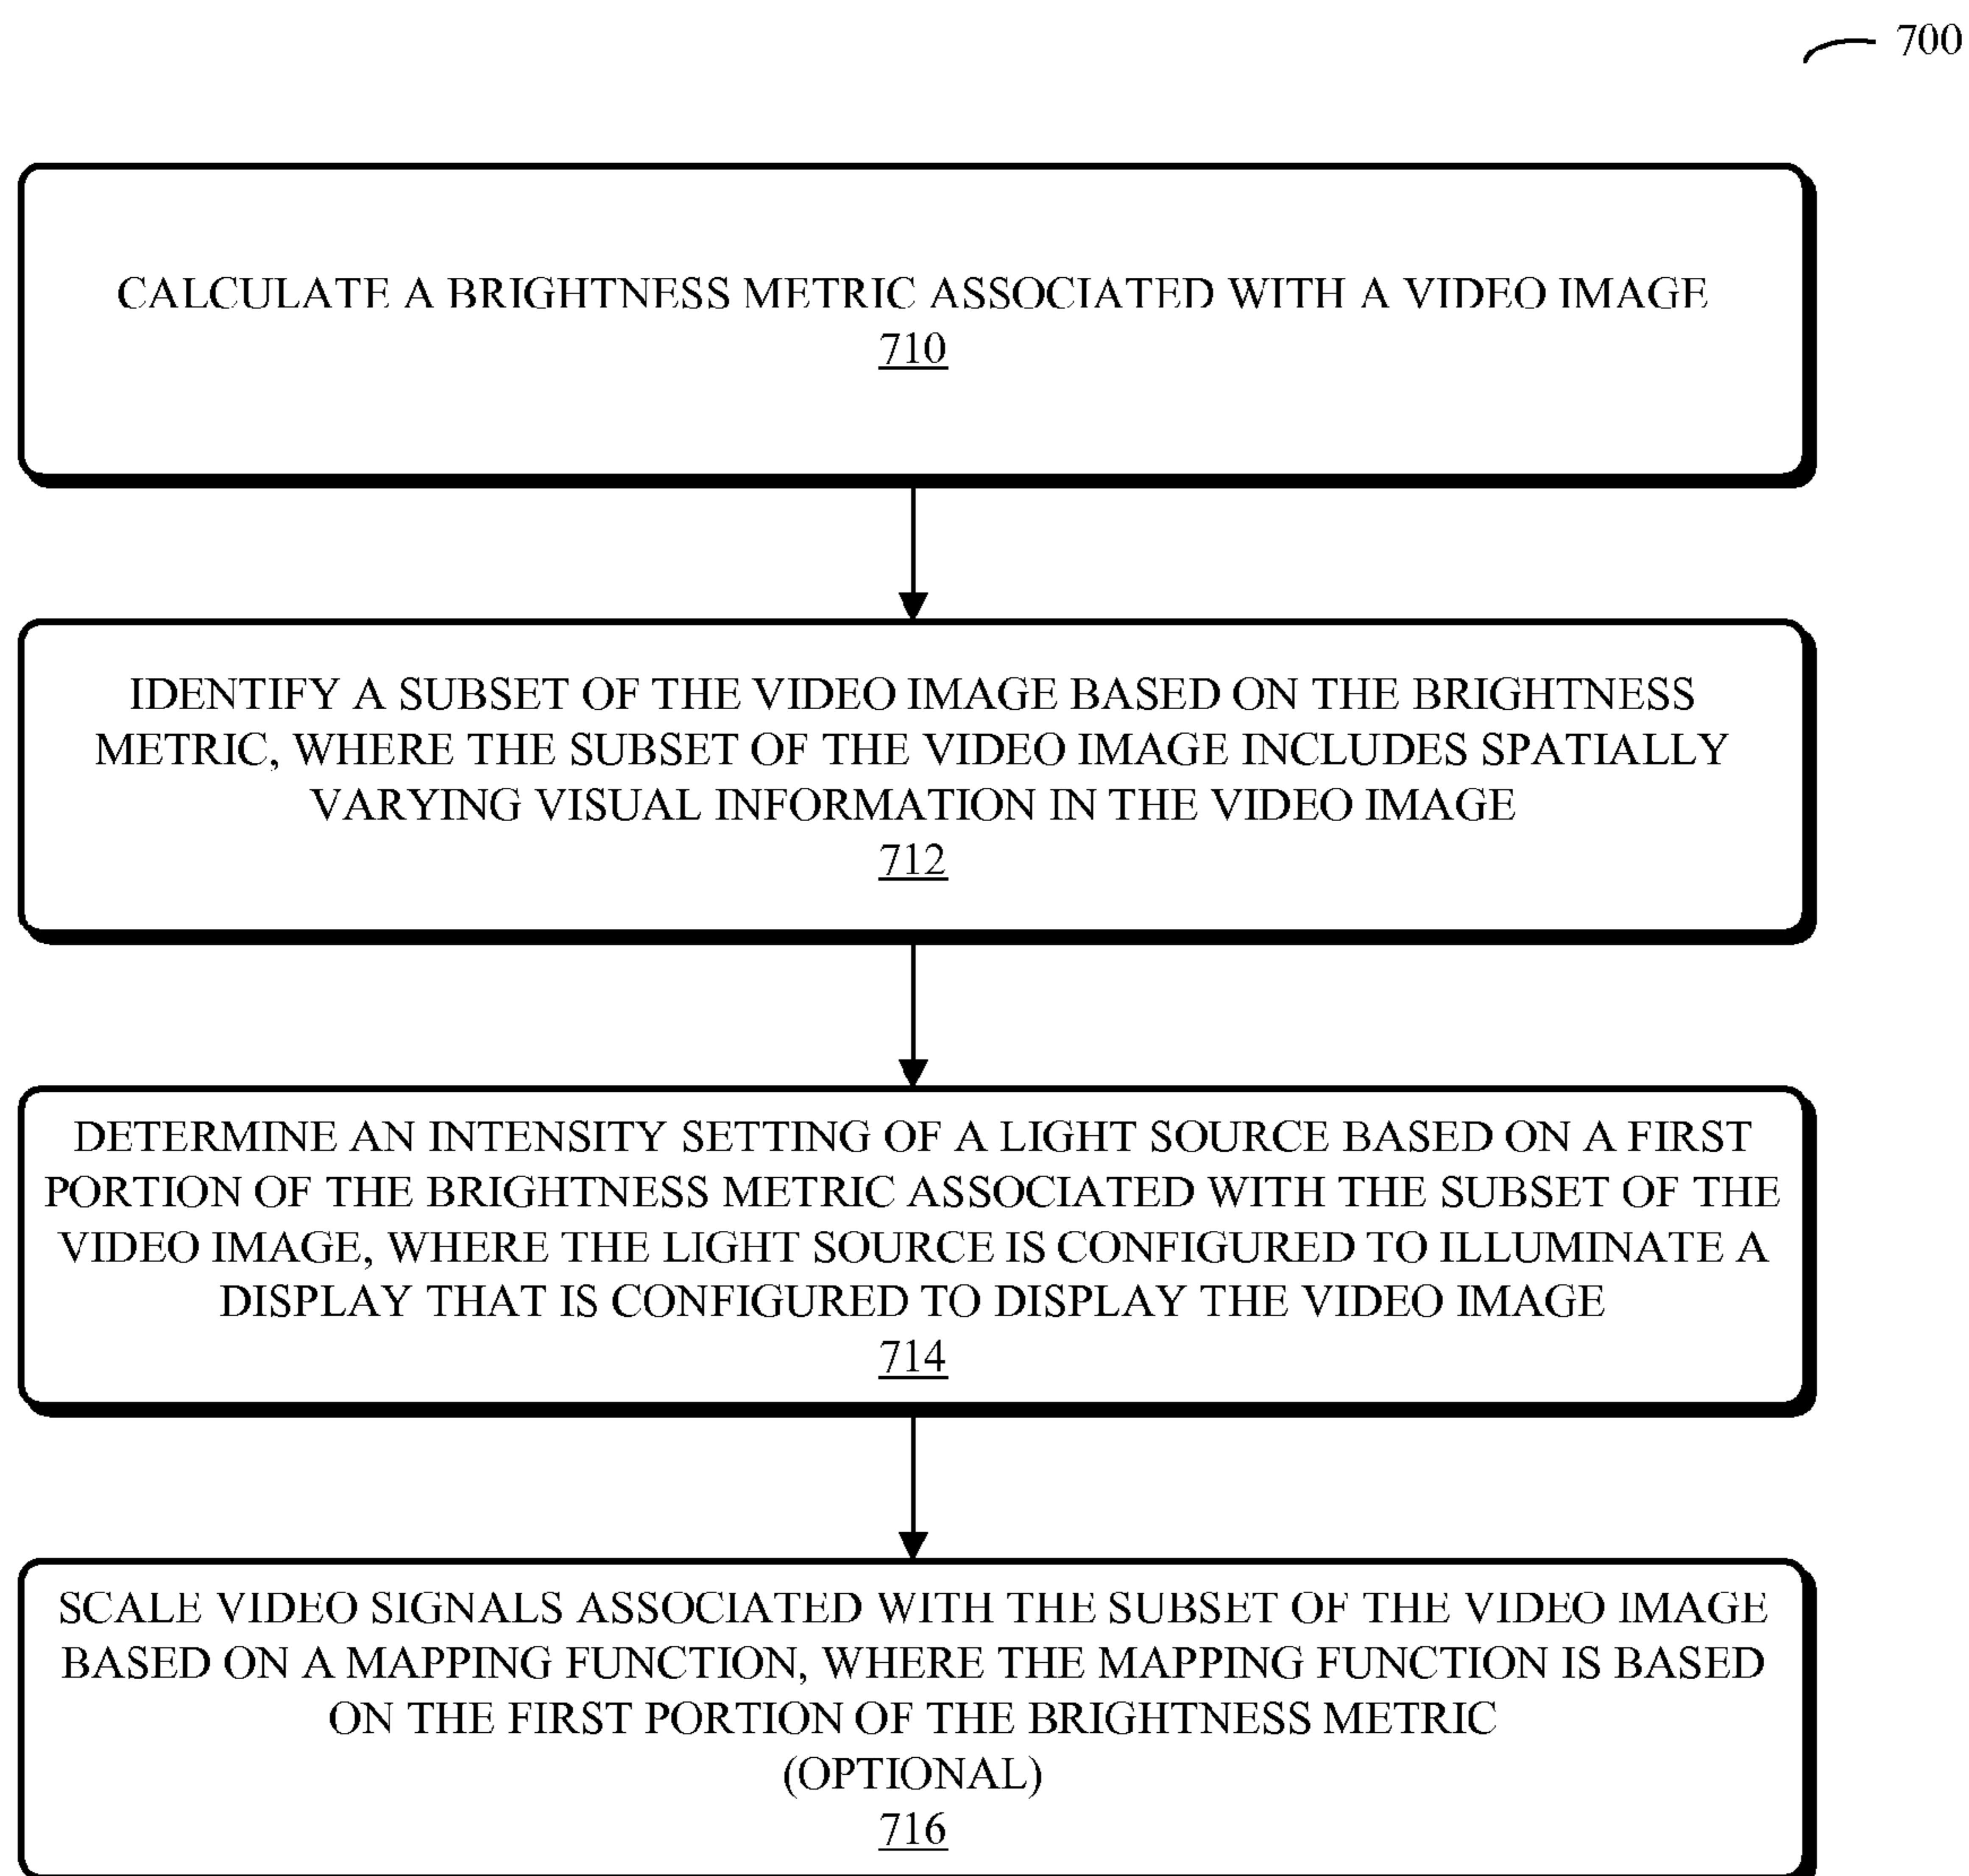 700
CALCULATE A BRIGHTNESS METRIC ASSOCIATED WITH A VIDEO IMAGE
710
IDENTIFY A SUBSET OF THE VIDEO IMAGE BASED ON THE BRIGHTNESS
METRIC, WHERE THE SUBSET OF THE VIDEO IMAGE INCLUDES SPATIALLY
VARYING VISUAL INFORMATION IN THE VIDEO IMAGE
712
DETERMINE AN INTENSITY SETTING OF A LIGHT SOURCE BASED ON A FIRST
PORTION OF THE BRIGHTNESS METRIC ASSOCIATED WITH THE SUBSET OF THE
VIDEO IMAGE, WHERE THE LIGHT SOURCE IS CONFIGURED TO ILLUMINATE A
DISPLAY THAT IS CONFIGURED TO DISPLAY THE VIDEO IMAGE
714
SCALE VIDEO SIGNALS ASSOCIATED WITH THE SUBSET OF THE VIDEO IMAGE
BASED ON A MAPPING FUNCTION, WHERE THE MAPPING FUNCTION IS BASED
ON THE FIRST PORTION OF THE BRIGHTNESS METRIC
(OPTIONAL)
716